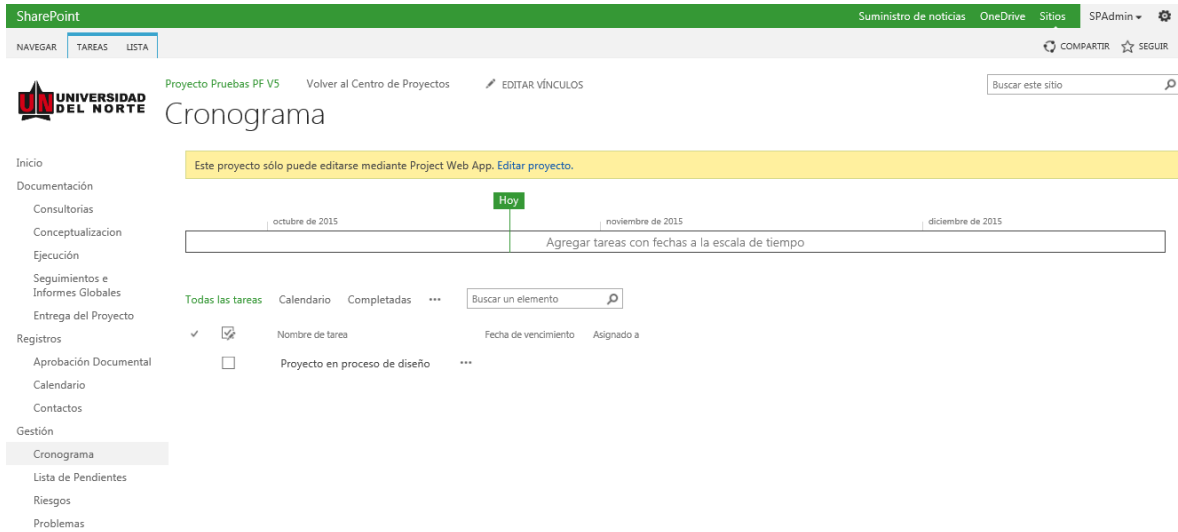 SharePoint
Suministro de noticias OneDrive Sitios SPAdmin
NAVEGAR TAREAS LISTA
COMPARTIR SEGUIR
UN UNIVERSIDAD
DEL NORTE
Proyecto Pruebas PF V5 Volver al Centro de Proyectos EDITAR VÍNCULOS
Buscar este sitio
Cronograma
Este proyecto sólo puede editarse mediante Project Web App. Editar proyecto.
Hoy
octubre de 2015 noviembre de 2015 diciembre de 2015
Agregar tareas con fechas a la escala de tiempo
Todas las tareas Calendario Completadas ••• Buscar un elemento
Nombre de tarea Fecha de vencimiento Asignado a
Proyecto en proceso de diseño •••
Inicio
Documentación
Consultorias
Conceptualizacion
Ejecución
Seguimientos e
Informes Globales
Entrega del Proyecto
Registros
Aprobación Documental
Calendario
Contactos
Gestión
Cronograma
Lista de Pendientes
Riesgos
Problemas